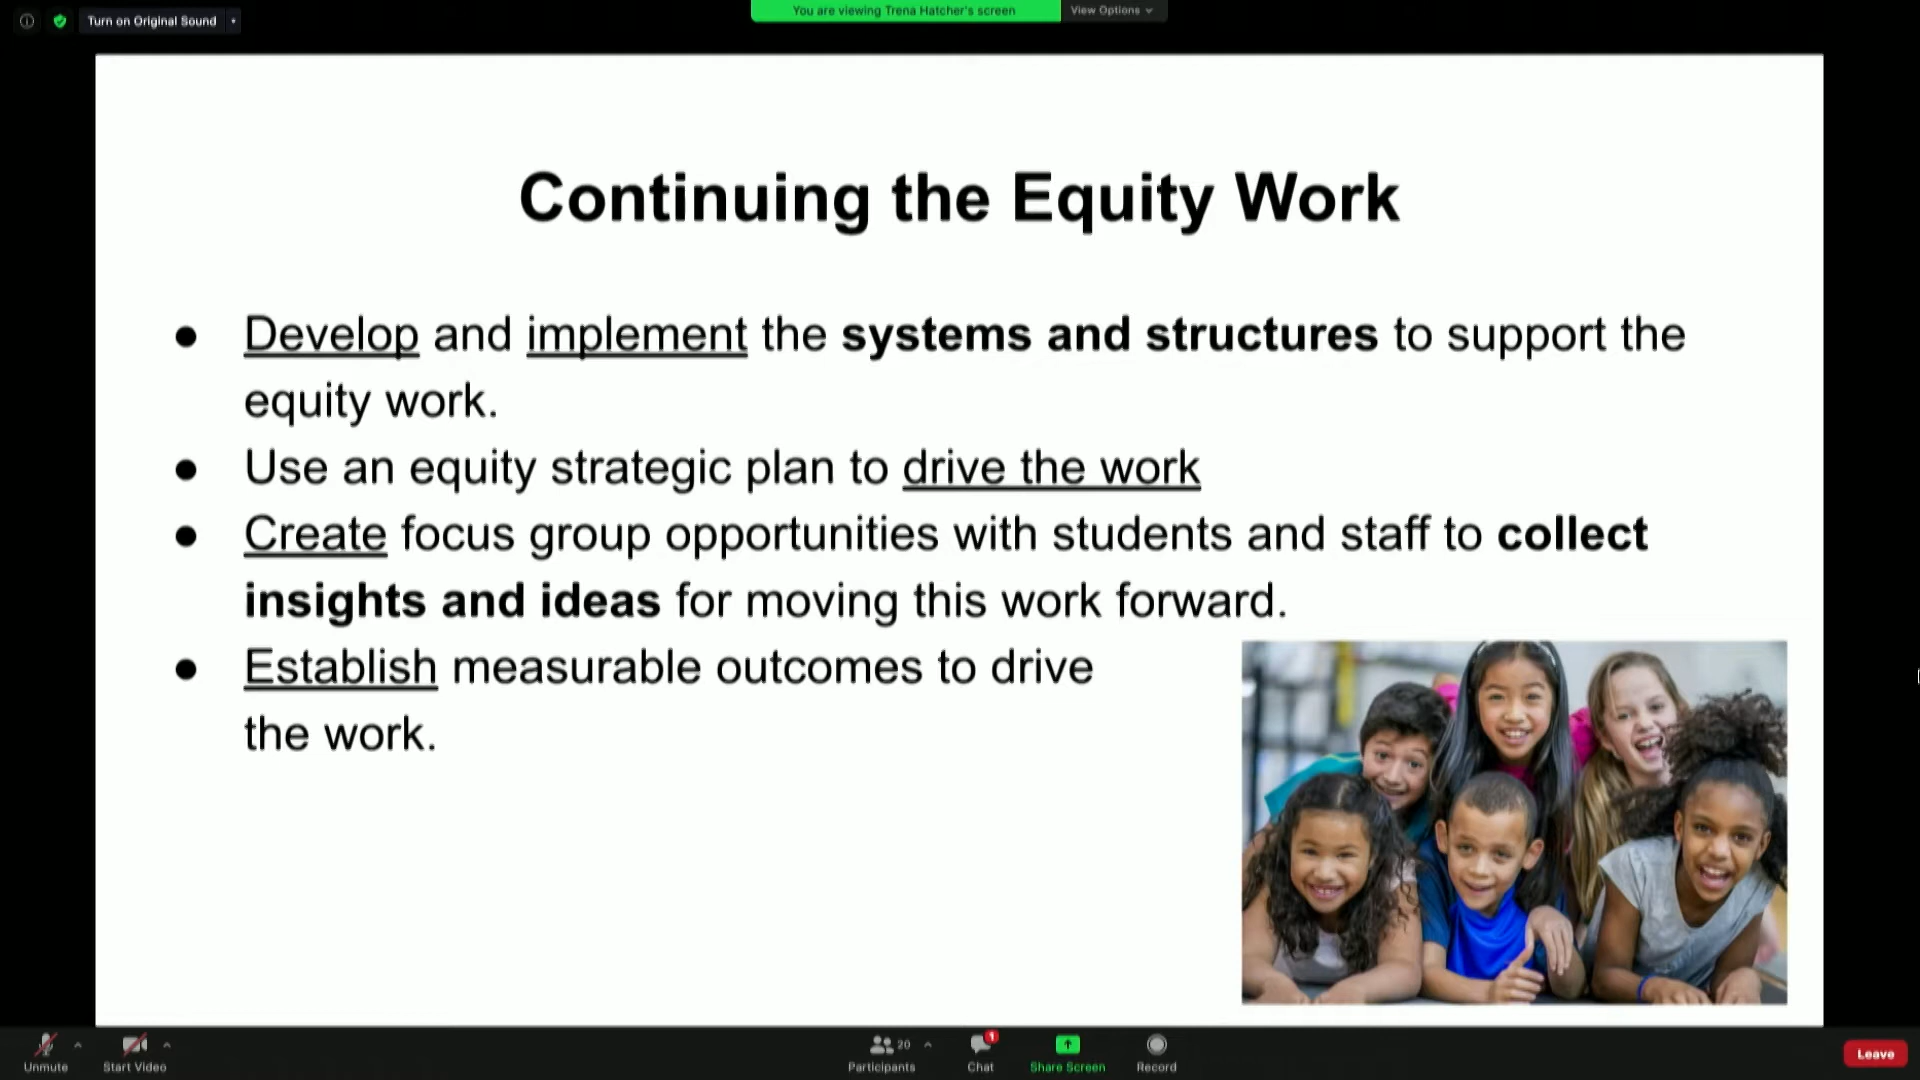 Turn on Original Sound
You are viewing Trena Hatcher's screen
View Options
Continuing the Equity Work
● Develop and implement the systems and structures to support the
equity work.
● Use an equity strategic plan to drive the work
● Create focus group opportunities with students and staff to collect
insights and ideas for moving this work forward.
● Establish measurable outcomes to drive
the work.
Unmute
Start Video
20
Participants
1
Chat
Share Screen
Record
Leave